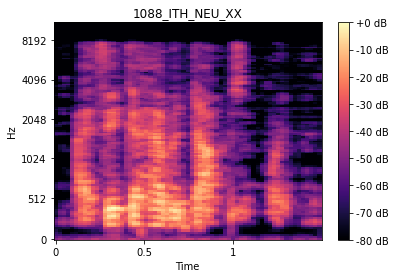 1088_ITH_NEU_XX
8192
4096
2048
1024
512
0
Hz
0
0.5
1
Time
+0 dB
-10 dB
-20 dB
-30 dB
-40 dB
-50 dB
-60 dB
-70 dB
-80 dB